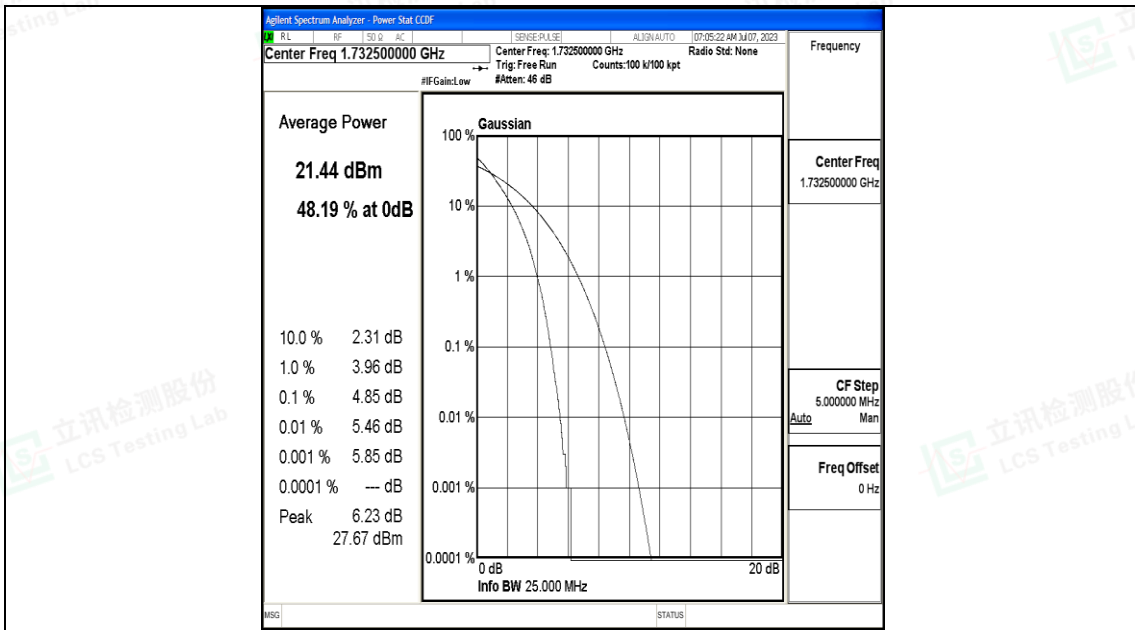 Agilent Spectrum Analyzer - Power Stat CCDF
RL RF 50 Ω AC SENSE:PULSE ALIGN AUTO 07:05:22 AM Jul 07, 2023
Center Freq 1.732500000 GHz
Center Freq: 1.732500000 GHz Radio Std: None
Trig: Free Run Counts:100 k/100 kpt
#IFGain:Low #Atten: 46 dB
Frequency
Average Power
21.44 dBm
48.19 % at 0dB
10.0 % 2.31 dB
1.0 % 3.96 dB
0.1 % 4.85 dB
0.01 % 5.46 dB
0.001 % 5.85 dB
0.0001 % --- dB
Peak 6.23 dB
27.67 dBm
Gaussian
100 %
10 %
1 %
0.1 %
0.01 %
0.001 %
0.0001 %
0 dB 20 dB
Info BW 25.000 MHz
Center Freq
1.732500000 GHz
CF Step
5.000000 MHz
Auto Man
Freq Offset
0 Hz
MSG STATUS
立讯检测股份
LCS Testing Lab
立讯检测股份
LCS Testing L